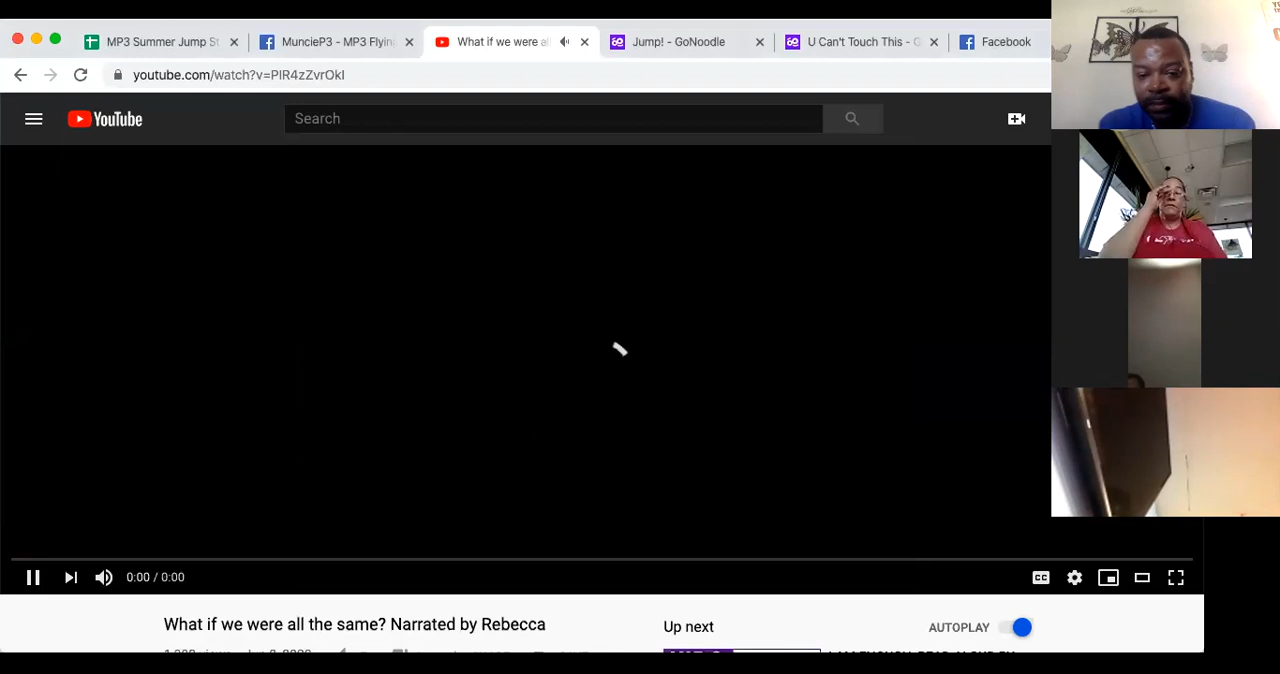 MP3 Summer Jump St
MuncieP3 - MP3 Flyin
What if we were al
Jump! - GoNoodle
U Can't Touch This - G
Facebook
youtube.com/watch?v=PlR4zZvrOkI
YouTube
Search
0:00 / 0:00
CC
What if we were all the same? Narrated by Rebecca
Up next
AUTOPLAY